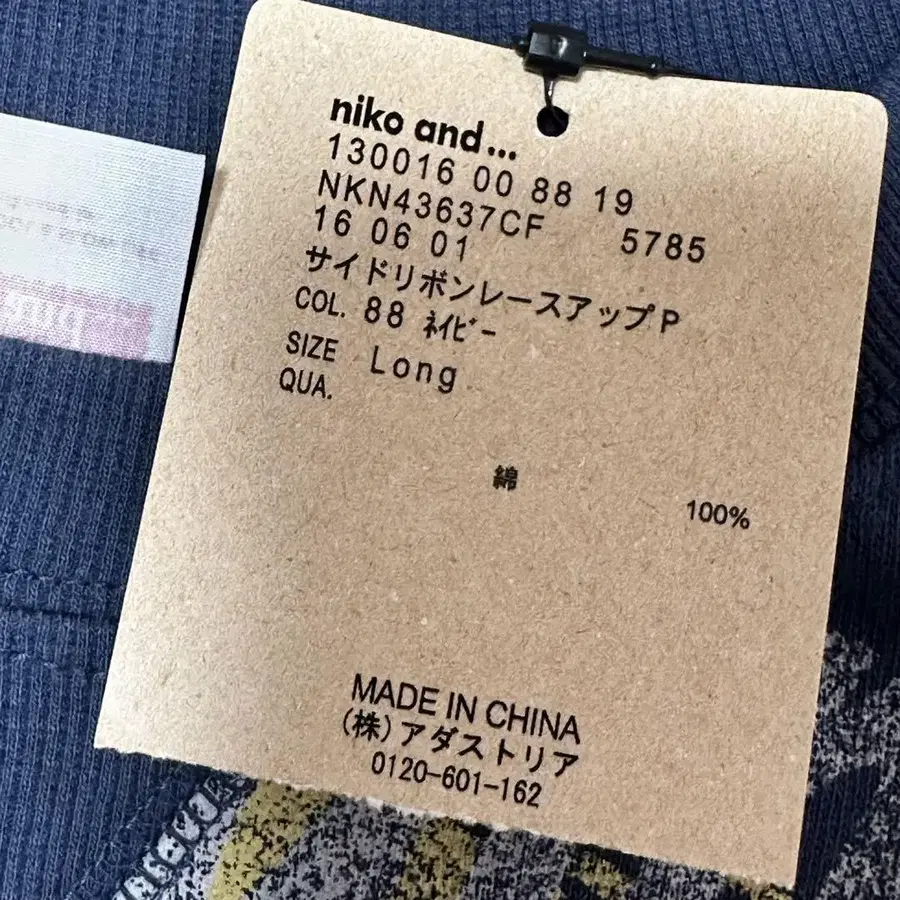 niko and...
130016 00 88 19
NKN43637CF 5785
16 06 01
サイドリボンレースアップP
COL. 88 ﾈｲﾋﾞｰ
SIZE Long
QUA.
綿 100%
MADE IN CHINA
(株)アダストリア
0120-601-162